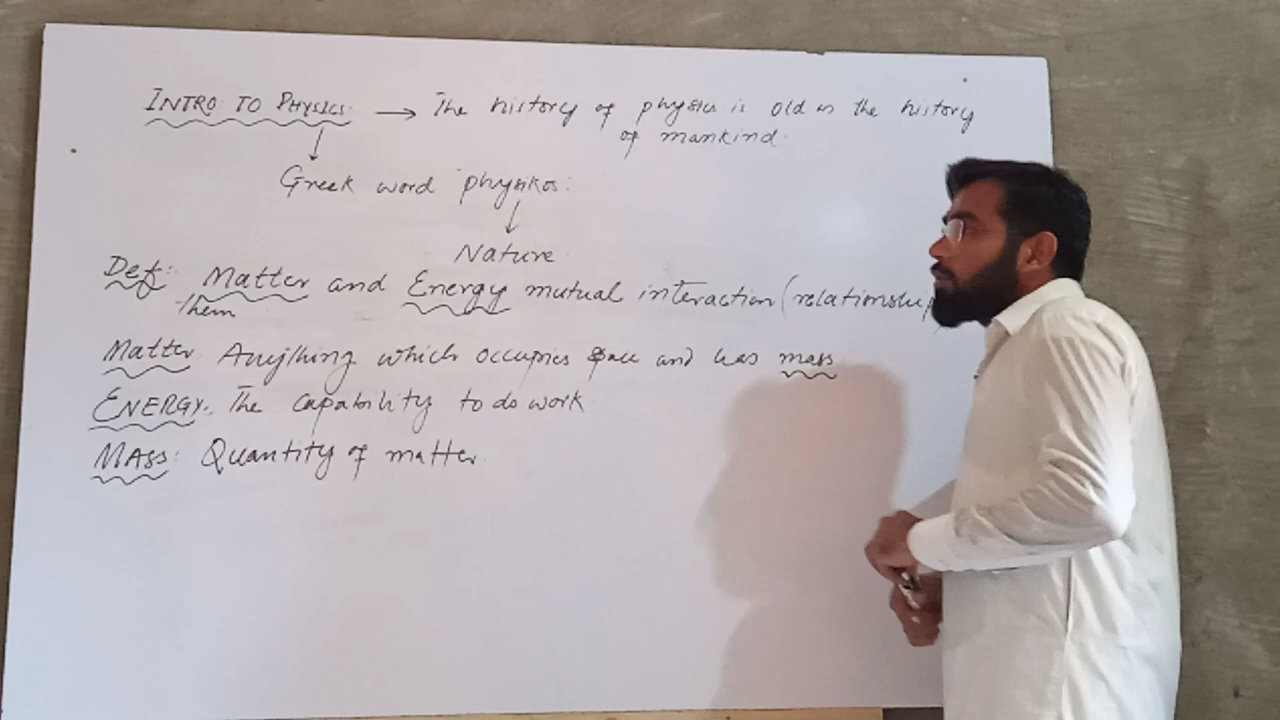 INTRO TO PHYSICS: → The history of physics is old as the history
of mankind.
Greek word physikos:
Nature
Def: Matter and Energy mutual interaction (relationship
them
Matter: Anything which occupies space and has mass.
ENERGY: The capability to do work
MASS: Quantity of matter.